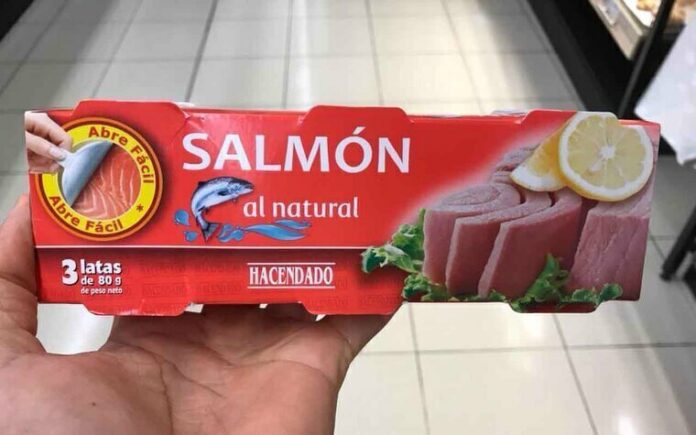 Abre Fácil
Abre Fácil *
SALMÓN
al natural
3 latas
de 80 g
de peso neto
HACENDADO